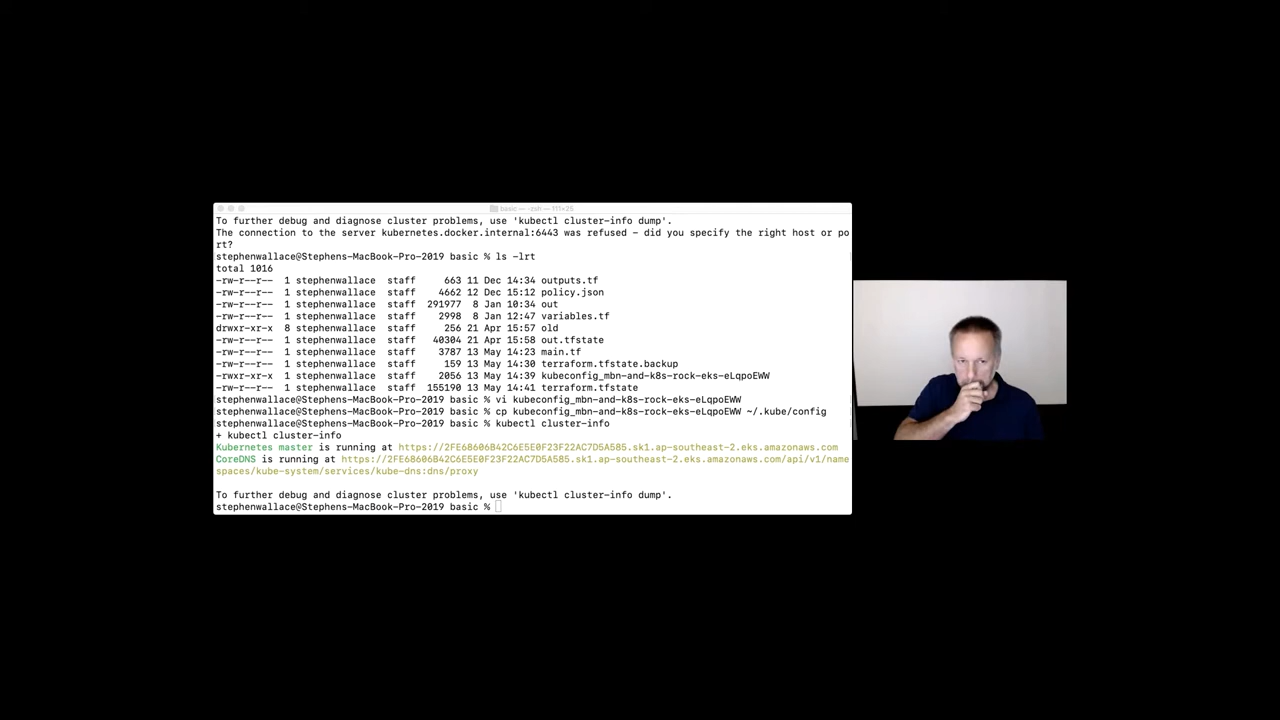 basic — -zsh — 111×25
To further debug and diagnose cluster problems, use 'kubectl cluster-info dump'.
The connection to the server kubernetes.docker.internal:6443 was refused - did you specify the right host or po
rt?
stephenwallace@Stephens-MacBook-Pro-2019 basic % ls -lrt
total 1016
-rw-r--r--  1 stephenwallace  staff     663 11 Dec 14:34 outputs.tf
-rw-r--r--  1 stephenwallace  staff    4662 12 Dec 15:12 policy.json
-rw-r--r--  1 stephenwallace  staff  291977  8 Jan 10:34 out
-rw-r--r--  1 stephenwallace  staff    2998  8 Jan 12:47 variables.tf
drwxr-xr-x  8 stephenwallace  staff     256 21 Apr 15:57 old
-rw-r--r--  1 stephenwallace  staff   40304 21 Apr 15:58 out.tfstate
-rw-r--r--  1 stephenwallace  staff    3787 13 May 14:23 main.tf
-rw-r--r--  1 stephenwallace  staff     159 13 May 14:30 terraform.tfstate.backup
-rwxr-xr-x  1 stephenwallace  staff    2056 13 May 14:39 kubeconfig_mbn-and-k8s-rock-eks-eLqpoEWW
-rw-r--r--  1 stephenwallace  staff  155190 13 May 14:41 terraform.tfstate
stephenwallace@Stephens-MacBook-Pro-2019 basic % vi kubeconfig_mbn-and-k8s-rock-eks-eLqpoEWW
stephenwallace@Stephens-MacBook-Pro-2019 basic % cp kubeconfig_mbn-and-k8s-rock-eks-eLqpoEWW ~/.kube/config
stephenwallace@Stephens-MacBook-Pro-2019 basic % kubectl cluster-info
+ kubectl cluster-info
Kubernetes master is running at https://2FE68606B42C6E5E0F23F22AC7D5A585.sk1.ap-southeast-2.eks.amazonaws.com
CoreDNS is running at https://2FE68606B42C6E5E0F23F22AC7D5A585.sk1.ap-southeast-2.eks.amazonaws.com/api/v1/name
spaces/kube-system/services/kube-dns:dns/proxy
To further debug and diagnose cluster problems, use 'kubectl cluster-info dump'.
stephenwallace@Stephens-MacBook-Pro-2019 basic %